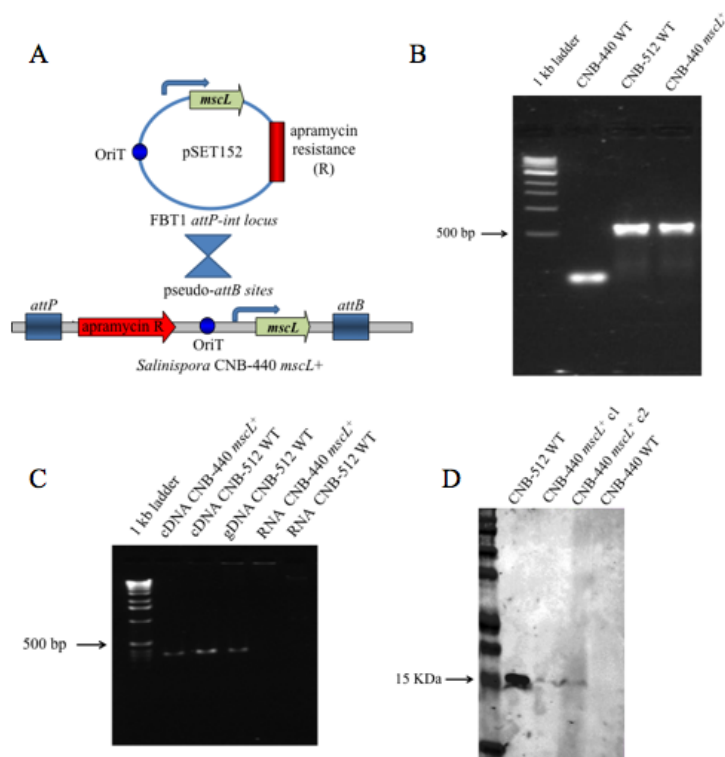 A
mscL
pSET152
OriT
apramycin
resistance
(R)
FBT1 attP-int locus
pseudo-attB sites
attP
attB
apramycin R
mscL
OriT
Salinispora CNB-440 mscL+
B
1 kb ladder
CNB-440 WT
CNB-512 WT
CNB-440 mscL+
500 bp
C
1 kb ladder
cDNA CNB-440 mscL+
cDNA CNB-512 WT
gDNA CNB-512 WT
RNA CNB-440 mscL+
RNA CNB-512 WT
500 bp
D
CNB-512 WT
CNB-440 mscL+ c1
CNB-440 mscL+ c2
CNB-440 WT
15 KDa